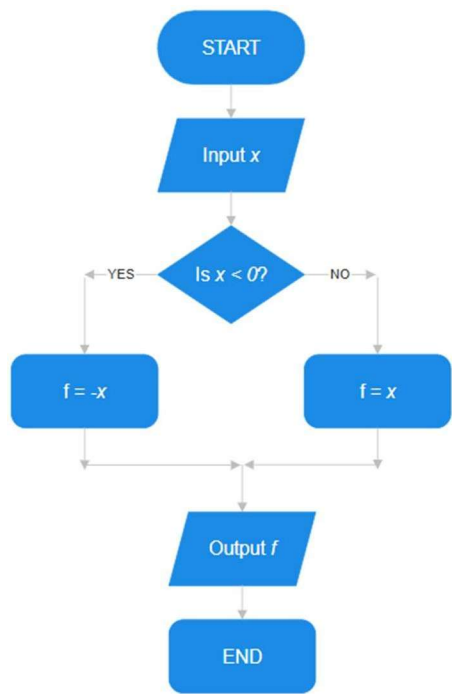 START
Input x
Is x < 0?
YES
NO
f = -x
f = x
Output f
END